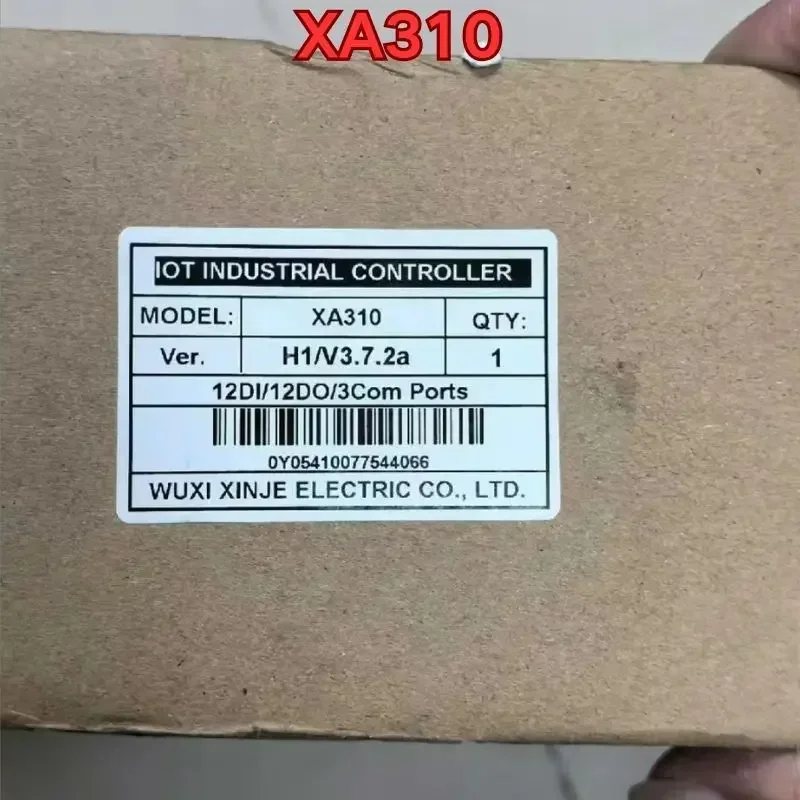 XA310
IOT INDUSTRIAL CONTROLLER
MODEL: XA310 QTY:
Ver. H1/V3.7.2a 1
12DI/12DO/3Com Ports
0Y05410077544066
WUXI XINJE ELECTRIC CO., LTD.